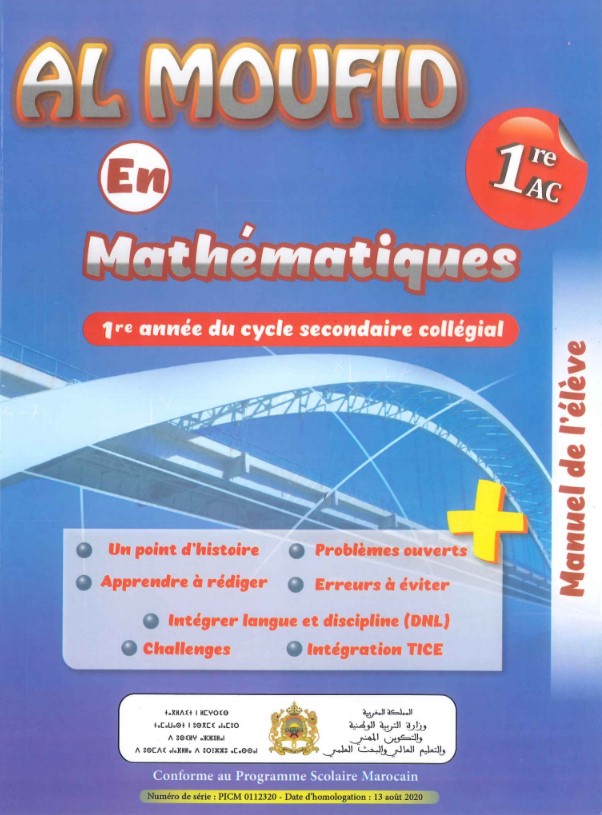 AL MOUFID
En
1re
AC
Mathématiques
1re année du cycle secondaire collégial
Manuel de l'élève
Un point d'histoire
Problèmes ouverts
Apprendre à rédiger
Erreurs à éviter
Intégrer langue et discipline (DNL)
Challenges
Intégration TICE
المملكة المغربية
وزارة التربية الوطنية
والتكوين المهني
والتعليم العالي والبحث العلمي
Conforme au Programme Scolaire Marocain
Numéro de série : PICM 0112320 - Date d'homologation : 13 août 2020